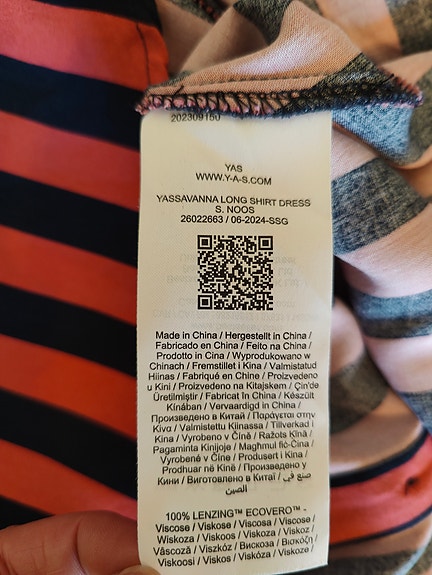 202309150
YAS
WWW.Y-A-S.COM
YASSAVANNA LONG SHIRT DRESS
S. NOOS
26022663 / 06-2024-SSG
Made in China / Hergestellt in China /
Fabricado en China / Feito na China /
Prodotto in Cina / Wyprodukowano w
Chinach / Fremstillet i Kina / Valmistatud
Hiinas / Fabriqué en Chine / Proizvedeno
u Kini / Proizvedeno na Kitajskem / Çin'de
Üretilmiştir / Fabricat în China / Készült
Kínában / Vervaardigd in China /
Произведено в Китай / Παράγεται στην
Κίνα / Valmistettu Kiinassa / Tillverkad i
Kina / Vyrobeno v Číně / Ražots Ķīnā /
Pagaminta Kinijoje / Magħmul fiċ-Ċina /
Vyrobené v Číne / Produsert i Kina /
Prodhuar në Kinë / Произведено у
Кини / Виготовлено в Китаї / صنع في
الصين
100% LENZING™ ECOVERO™ -
Viscose / Viskose / Viscosa / Viscose /
Wiskoza / Viskoos / Viskoza / Viskoz /
Vâscoză / Viszkóz / Вискоза / Βισκόζη /
Viskoosi / Viskos / Viskóza / Viskoze /